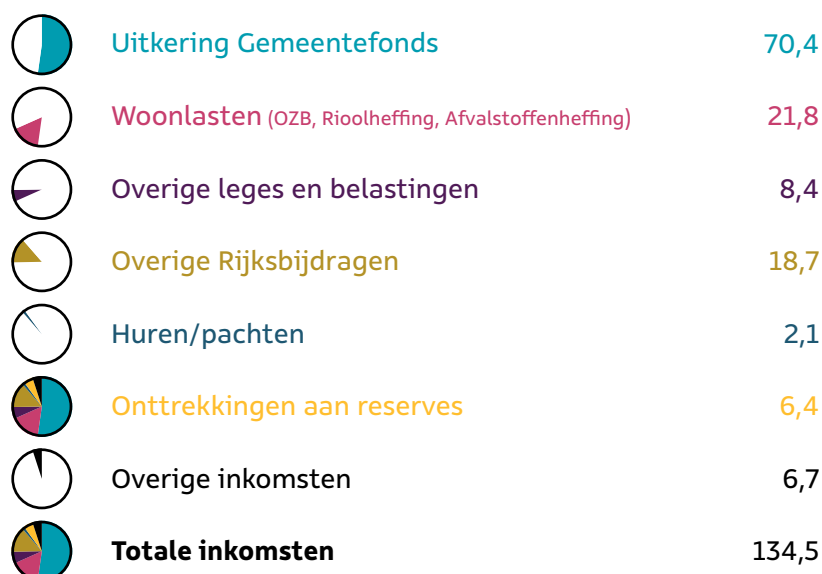 Uitkering Gemeentefonds 70,4
Woonlasten (OZB, Rioolheffing, Afvalstoffenheffing) 21,8
Overige leges en belastingen 8,4
Overige Rijksbijdragen 18,7
Huren/pachten 2,1
Onttrekkingen aan reserves 6,4
Overige inkomsten 6,7
Totale inkomsten 134,5